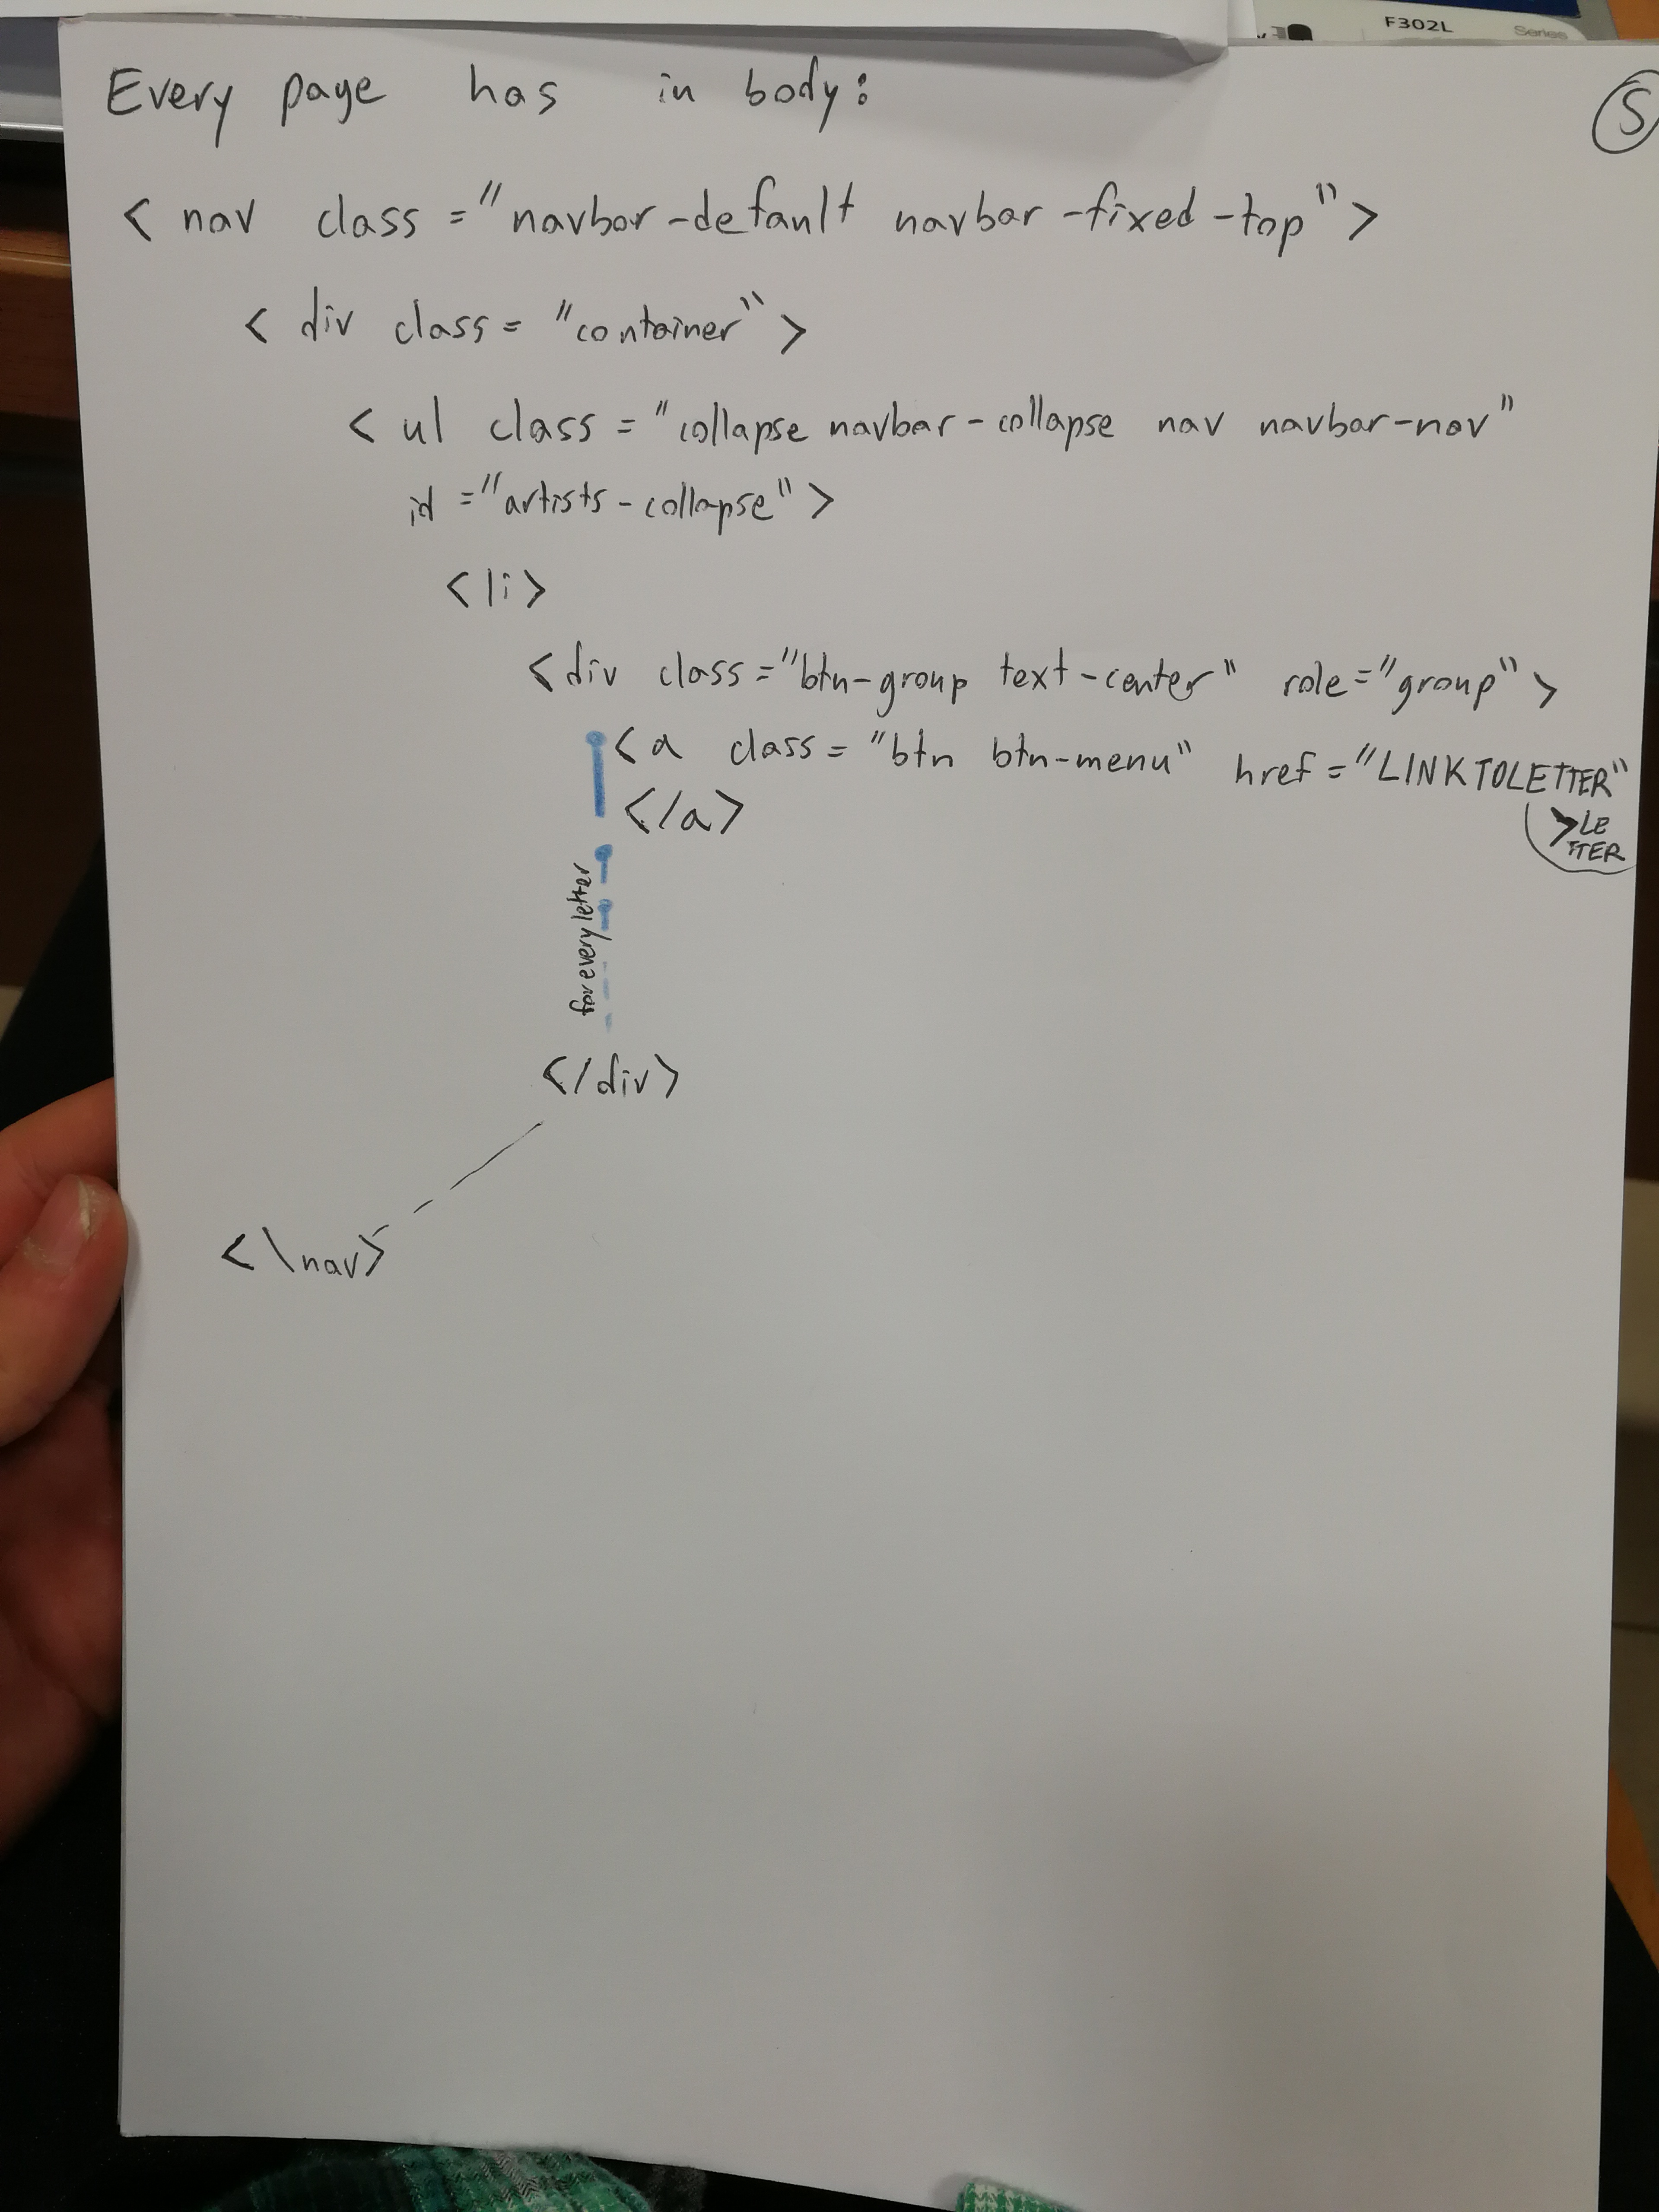 F302L
Series
Every page has in body:
S
< nav class="navbar-default navbar-fixed-top">
< div class= "container">
< ul class = "collapse navbar-collapse nav navbar-nav"
id ="artists-collapse">
<li>
<div class="btn-group text-center" role="group">
<a class= "btn btn-menu" href="LINKTOLETTER"
>LE
TTER
</a>
for every letter
</div>
<\nav>